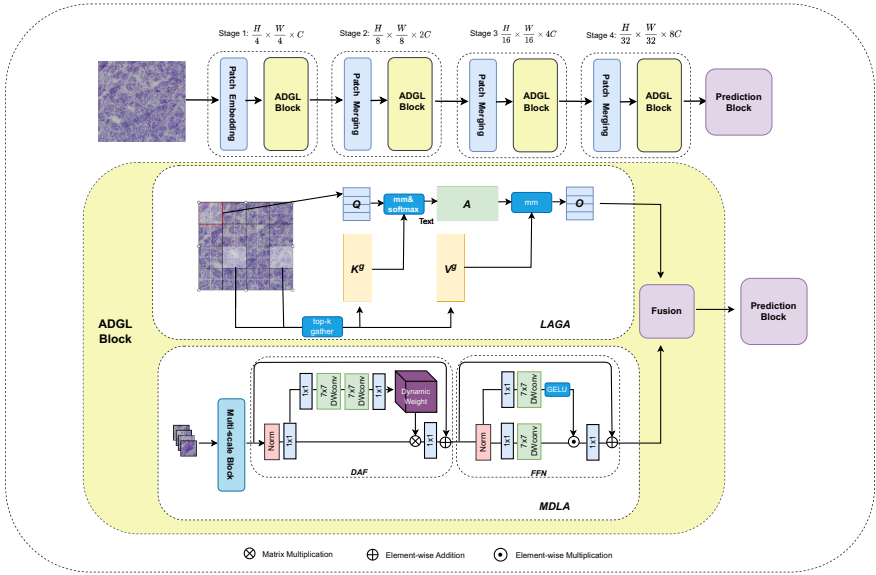 Stage 1: H/4 × W/4 × C
Stage 2: H/8 × W/8 × 2C
Stage 3 H/16 × W/16 × 4C
Stage 4: H/32 × W/32 × 8C
Patch Embedding
ADGL
Block
Patch Merging
ADGL
Block
Patch Merging
ADGL
Block
Patch Merging
ADGL
Block
Prediction
Block
ADGL
Block
Q
mm&
softmax
Text
A
mm
O
K^g
V^g
top-k
gather
LAGA
Fusion
Prediction
Block
Multi-scale Block
Norm
1x1
1x1
7x7
DWconv
7x7
DWconv
1x1
Dynamic
Weight
1x1
DAF
Norm
1x1
7x7
DWconv
GELU
1x1
7x7
DWconv
1x1
FFN
MDLA
Matrix Multiplication
Element-wise Addition
Element-wise Multiplication